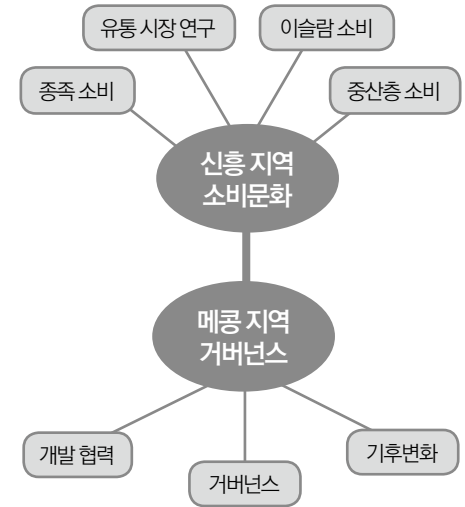 유통 시장 연구
이슬람 소비
종족 소비
중산층 소비
신흥 지역
소비문화
메콩 지역
거버넌스
개발 협력
기후변화
거버넌스